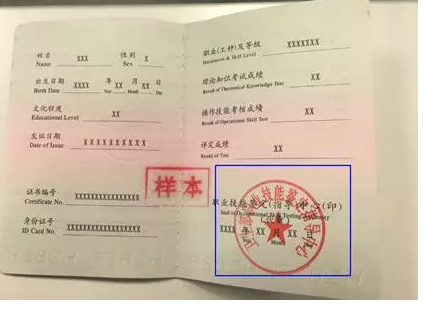 姓名 XXX 性别 X
Name Sex
出生日期 XXXX 年 XX 月 XX 日
Birth Date Year Month Day
文化程度 XX
Educational Level
发证日期 XXXXXXXXXX
Date of Issue
证书编号 XXXXXXXXXXXXXXXX
Certificate No.
身份证号 XXXXXXXXXXXXXXXX
ID Card No.
样本
职业(工种)及等级 XXXXXXX
Occupation & Skill Level
理论知识考试成绩 XX
Result of Theoretical Knowledge Test
操作技能考核成绩 XX
Result of Operational Skill Test
评定成绩 XX
Result of Test
职业技能鉴定(指导)中心(印)
Seal of Occupational Skill Testing Authority
XXXX 年 XX 月
Month